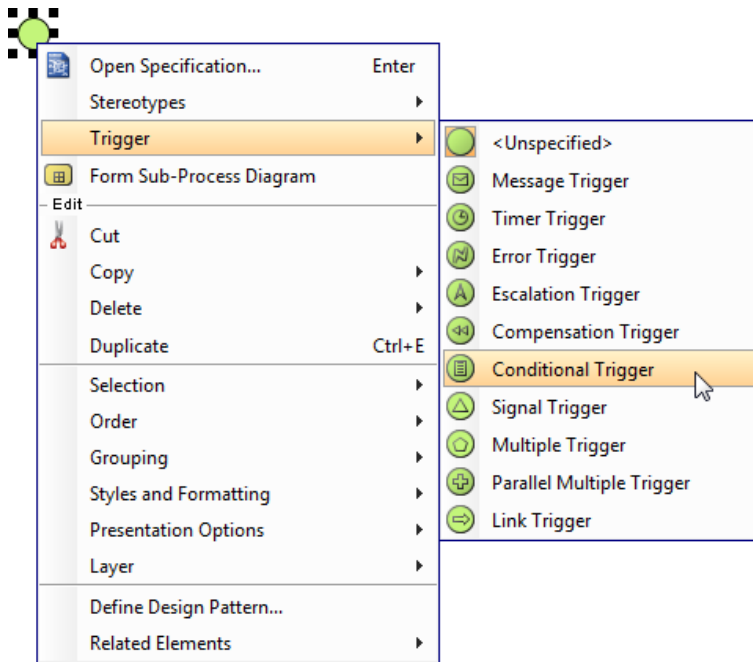 Open Specification... Enter
Stereotypes
Trigger
Form Sub-Process Diagram
Edit
Cut
Copy
Delete
Duplicate Ctrl+E
Selection
Order
Grouping
Styles and Formatting
Presentation Options
Layer
Define Design Pattern...
Related Elements
<Unspecified>
Message Trigger
Timer Trigger
Error Trigger
Escalation Trigger
Compensation Trigger
Conditional Trigger
Signal Trigger
Multiple Trigger
Parallel Multiple Trigger
Link Trigger